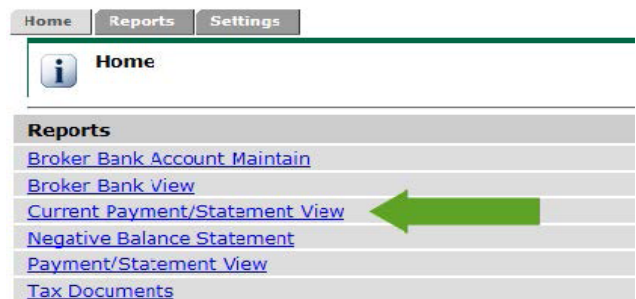 Home Reports Settings
Home
Reports
Broker Bank Account Maintain
Broker Bank View
Current Payment/Statement View
Negative Balance Statement
Payment/Statement View
Tax Documents